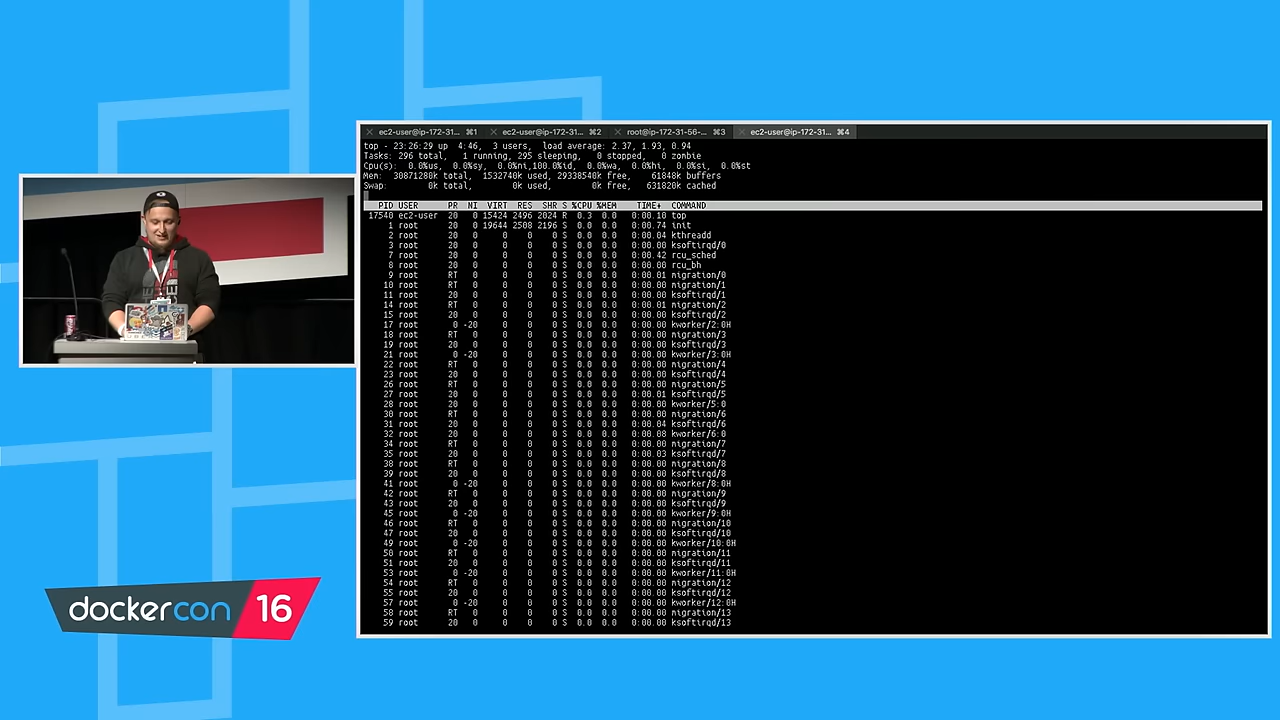 ec2-user@ip-172-31... ⌘1 ec2-user@ip-172-31... ⌘2 root@ip-172-31-56-... ⌘3 ec2-user@ip-172-31... ⌘4
top - 23:26:29 up 4:46, 3 users, load average: 2.37, 1.93, 0.94
Tasks: 296 total, 1 running, 295 sleeping, 0 stopped, 0 zombie
Cpu(s): 0.0%us, 0.0%sy, 0.0%ni,100.0%id, 0.0%wa, 0.0%hi, 0.0%si, 0.0%st
Mem: 30871280k total, 1532740k used, 29338540k free, 61848k buffers
Swap: 0k total, 0k used, 0k free, 631820k cached
PID USER PR NI VIRT RES SHR S %CPU %MEM TIME+ COMMAND
17540 ec2-user 20 0 15424 2496 2024 R 0.3 0.0 0:00.10 top
1 root 20 0 19644 2508 2196 S 0.0 0.0 0:00.74 init
2 root 20 0 0 0 0 S 0.0 0.0 0:00.04 kthreadd
3 root 20 0 0 0 0 S 0.0 0.0 0:00.00 ksoftirqd/0
7 root 20 0 0 0 0 S 0.0 0.0 0:00.42 rcu_sched
8 root 20 0 0 0 0 S 0.0 0.0 0:00.00 rcu_bh
9 root RT 0 0 0 0 S 0.0 0.0 0:00.01 migration/0
10 root RT 0 0 0 0 S 0.0 0.0 0:00.00 migration/1
11 root 20 0 0 0 0 S 0.0 0.0 0:00.00 ksoftirqd/1
14 root RT 0 0 0 0 S 0.0 0.0 0:00.01 migration/2
15 root 20 0 0 0 0 S 0.0 0.0 0:00.00 ksoftirqd/2
17 root 0 -20 0 0 0 S 0.0 0.0 0:00.00 kworker/2:0H
18 root RT 0 0 0 0 S 0.0 0.0 0:00.00 migration/3
19 root 20 0 0 0 0 S 0.0 0.0 0:00.00 ksoftirqd/3
21 root 0 -20 0 0 0 S 0.0 0.0 0:00.00 kworker/3:0H
22 root RT 0 0 0 0 S 0.0 0.0 0:00.00 migration/4
23 root 20 0 0 0 0 S 0.0 0.0 0:00.00 ksoftirqd/4
26 root RT 0 0 0 0 S 0.0 0.0 0:00.00 migration/5
27 root 20 0 0 0 0 S 0.0 0.0 0:00.01 ksoftirqd/5
28 root 20 0 0 0 0 S 0.0 0.0 0:00.00 kworker/5:0
30 root RT 0 0 0 0 S 0.0 0.0 0:00.00 migration/6
31 root 20 0 0 0 0 S 0.0 0.0 0:00.04 ksoftirqd/6
32 root 20 0 0 0 0 S 0.0 0.0 0:00.08 kworker/6:0
34 root RT 0 0 0 0 S 0.0 0.0 0:00.00 migration/7
35 root 20 0 0 0 0 S 0.0 0.0 0:00.03 ksoftirqd/7
38 root RT 0 0 0 0 S 0.0 0.0 0:00.00 migration/8
39 root 20 0 0 0 0 S 0.0 0.0 0:00.00 ksoftirqd/8
41 root 0 -20 0 0 0 S 0.0 0.0 0:00.00 kworker/8:0H
42 root RT 0 0 0 0 S 0.0 0.0 0:00.00 migration/9
43 root 20 0 0 0 0 S 0.0 0.0 0:00.00 ksoftirqd/9
45 root 0 -20 0 0 0 S 0.0 0.0 0:00.00 kworker/9:0H
46 root RT 0 0 0 0 S 0.0 0.0 0:00.00 migration/10
47 root 20 0 0 0 0 S 0.0 0.0 0:00.00 ksoftirqd/10
49 root 0 -20 0 0 0 S 0.0 0.0 0:00.00 kworker/10:0H
50 root RT 0 0 0 0 S 0.0 0.0 0:00.00 migration/11
51 root 20 0 0 0 0 S 0.0 0.0 0:00.00 ksoftirqd/11
53 root 0 -20 0 0 0 S 0.0 0.0 0:00.00 kworker/11:0H
54 root RT 0 0 0 0 S 0.0 0.0 0:00.00 migration/12
55 root 20 0 0 0 0 S 0.0 0.0 0:00.00 ksoftirqd/12
57 root 0 -20 0 0 0 S 0.0 0.0 0:00.00 kworker/12:0H
58 root RT 0 0 0 0 S 0.0 0.0 0:00.00 migration/13
59 root 20 0 0 0 0 S 0.0 0.0 0:00.00 ksoftirqd/13
dockercon 16